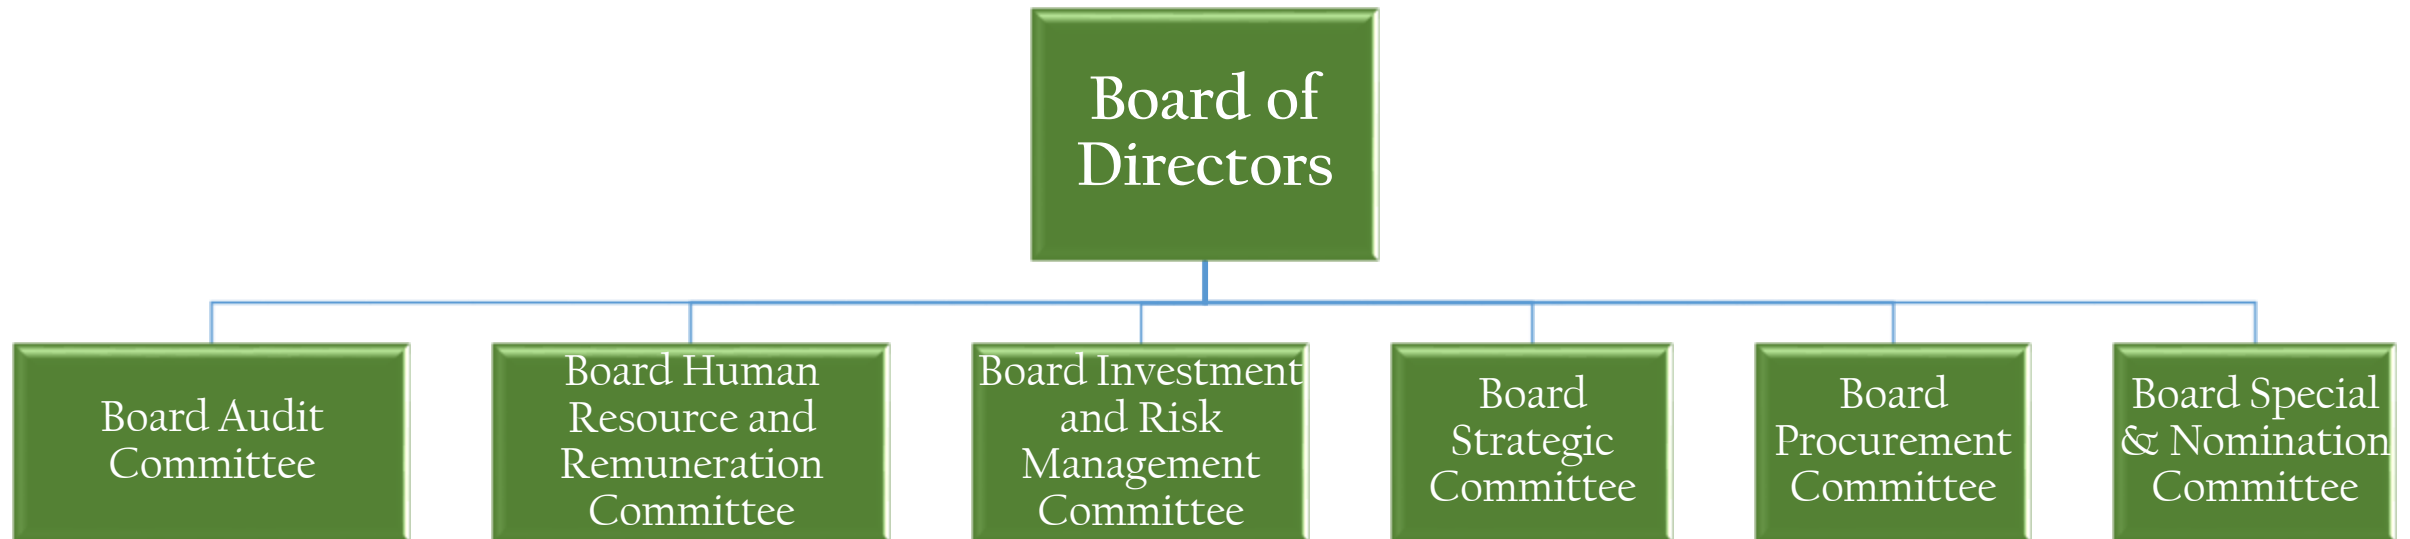 Board of
Directors
Board Audit
Committee
Board Human
Resource and
Remuneration
Committee
Board Investment
and Risk
Management
Committee
Board
Strategic
Committee
Board
Procurement
Committee
Board Special
& Nomination
Committee